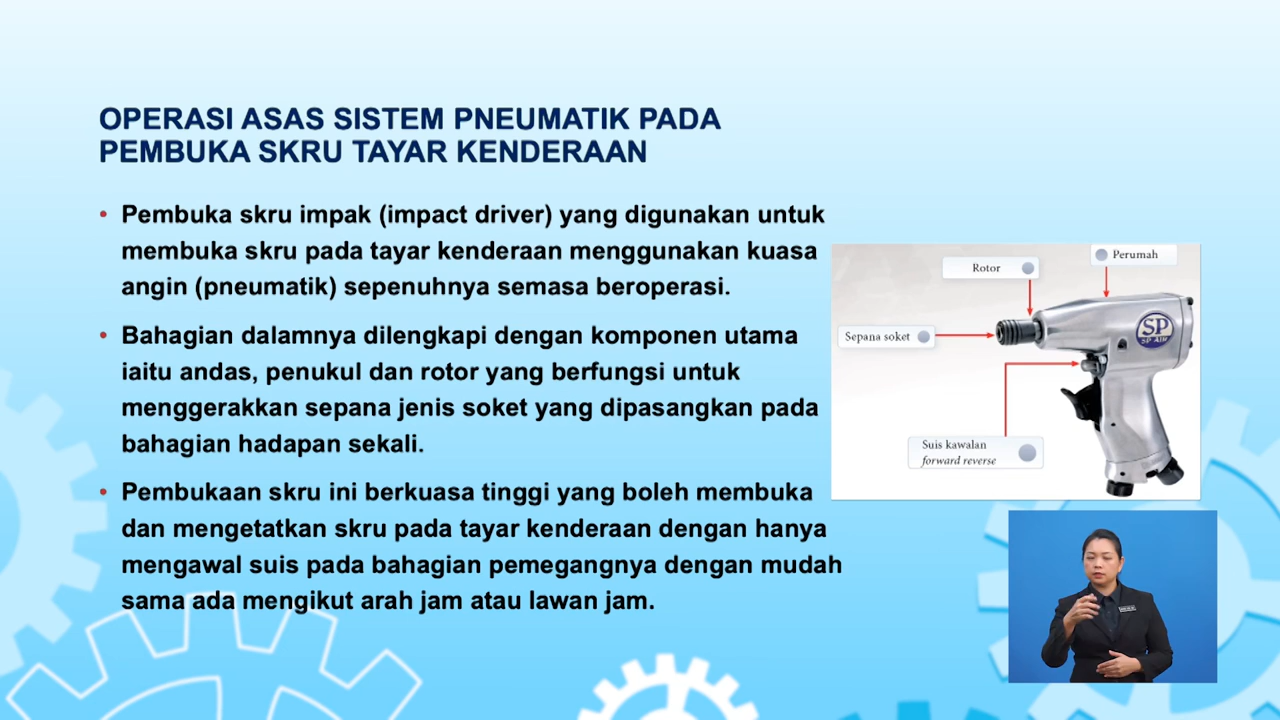 OPERASI ASAS SISTEM PNEUMATIK PADA
PEMBUKA SKRU TAYAR KENDERAAN
• Pembuka skru impak (impact driver) yang digunakan untuk
membuka skru pada tayar kenderaan menggunakan kuasa
angin (pneumatik) sepenuhnya semasa beroperasi.
• Bahagian dalamnya dilengkapi dengan komponen utama
iaitu andas, penukul dan rotor yang berfungsi untuk
menggerakkan sepana jenis soket yang dipasangkan pada
bahagian hadapan sekali.
• Pembukaan skru ini berkuasa tinggi yang boleh membuka
dan mengetatkan skru pada tayar kenderaan dengan hanya
mengawal suis pada bahagian pemegangnya dengan mudah
sama ada mengikut arah jam atau lawan jam.
Perumah
Rotor
Sepana soket
SP
SP AIR
Suis kawalan
forward reverse